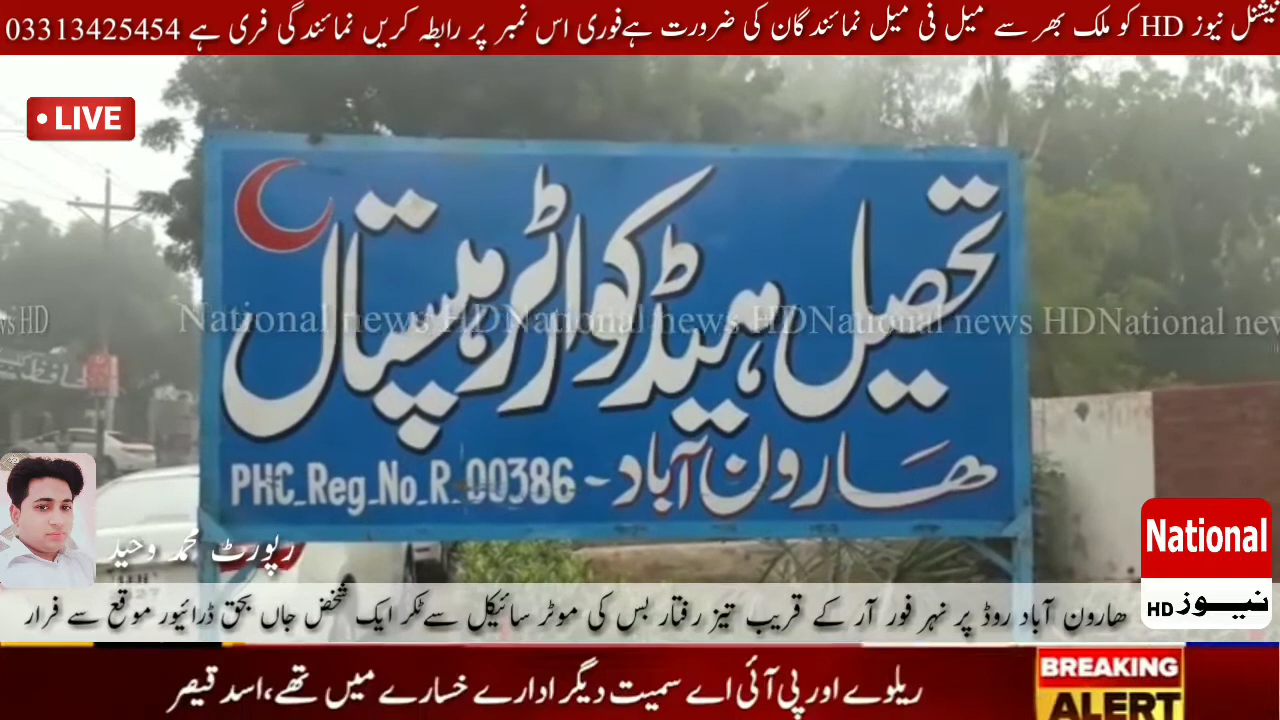 نیشنل نیوز HD کو ملک بھر سے میل فی میل نمائندگان کی ضرورت ہے فوری اس نمبر پر رابطہ کریں نمائندگی فری ہے 03313425454
• LIVE
تحصیل ہیڈکواٹر ہسپتال
ھارون آباد -
PHC_Reg_No_R_00386
National news HDNational news HDNational news HDNational new
ws HD
رپورٹ محمد وحید
National
نیوز HD
ھارون آباد روڈ پر نہر فور آر کے قریب تیز رفتار بس کی موٹر سائیکل سے ٹکر ایک شخص جاں بحق ڈرائیور موقع سے فرار
BREAKING
ALERT
ریلوے اور پی آئی اے سمیت دیگر ادارے خسارے میں تھے،اسد قیصر